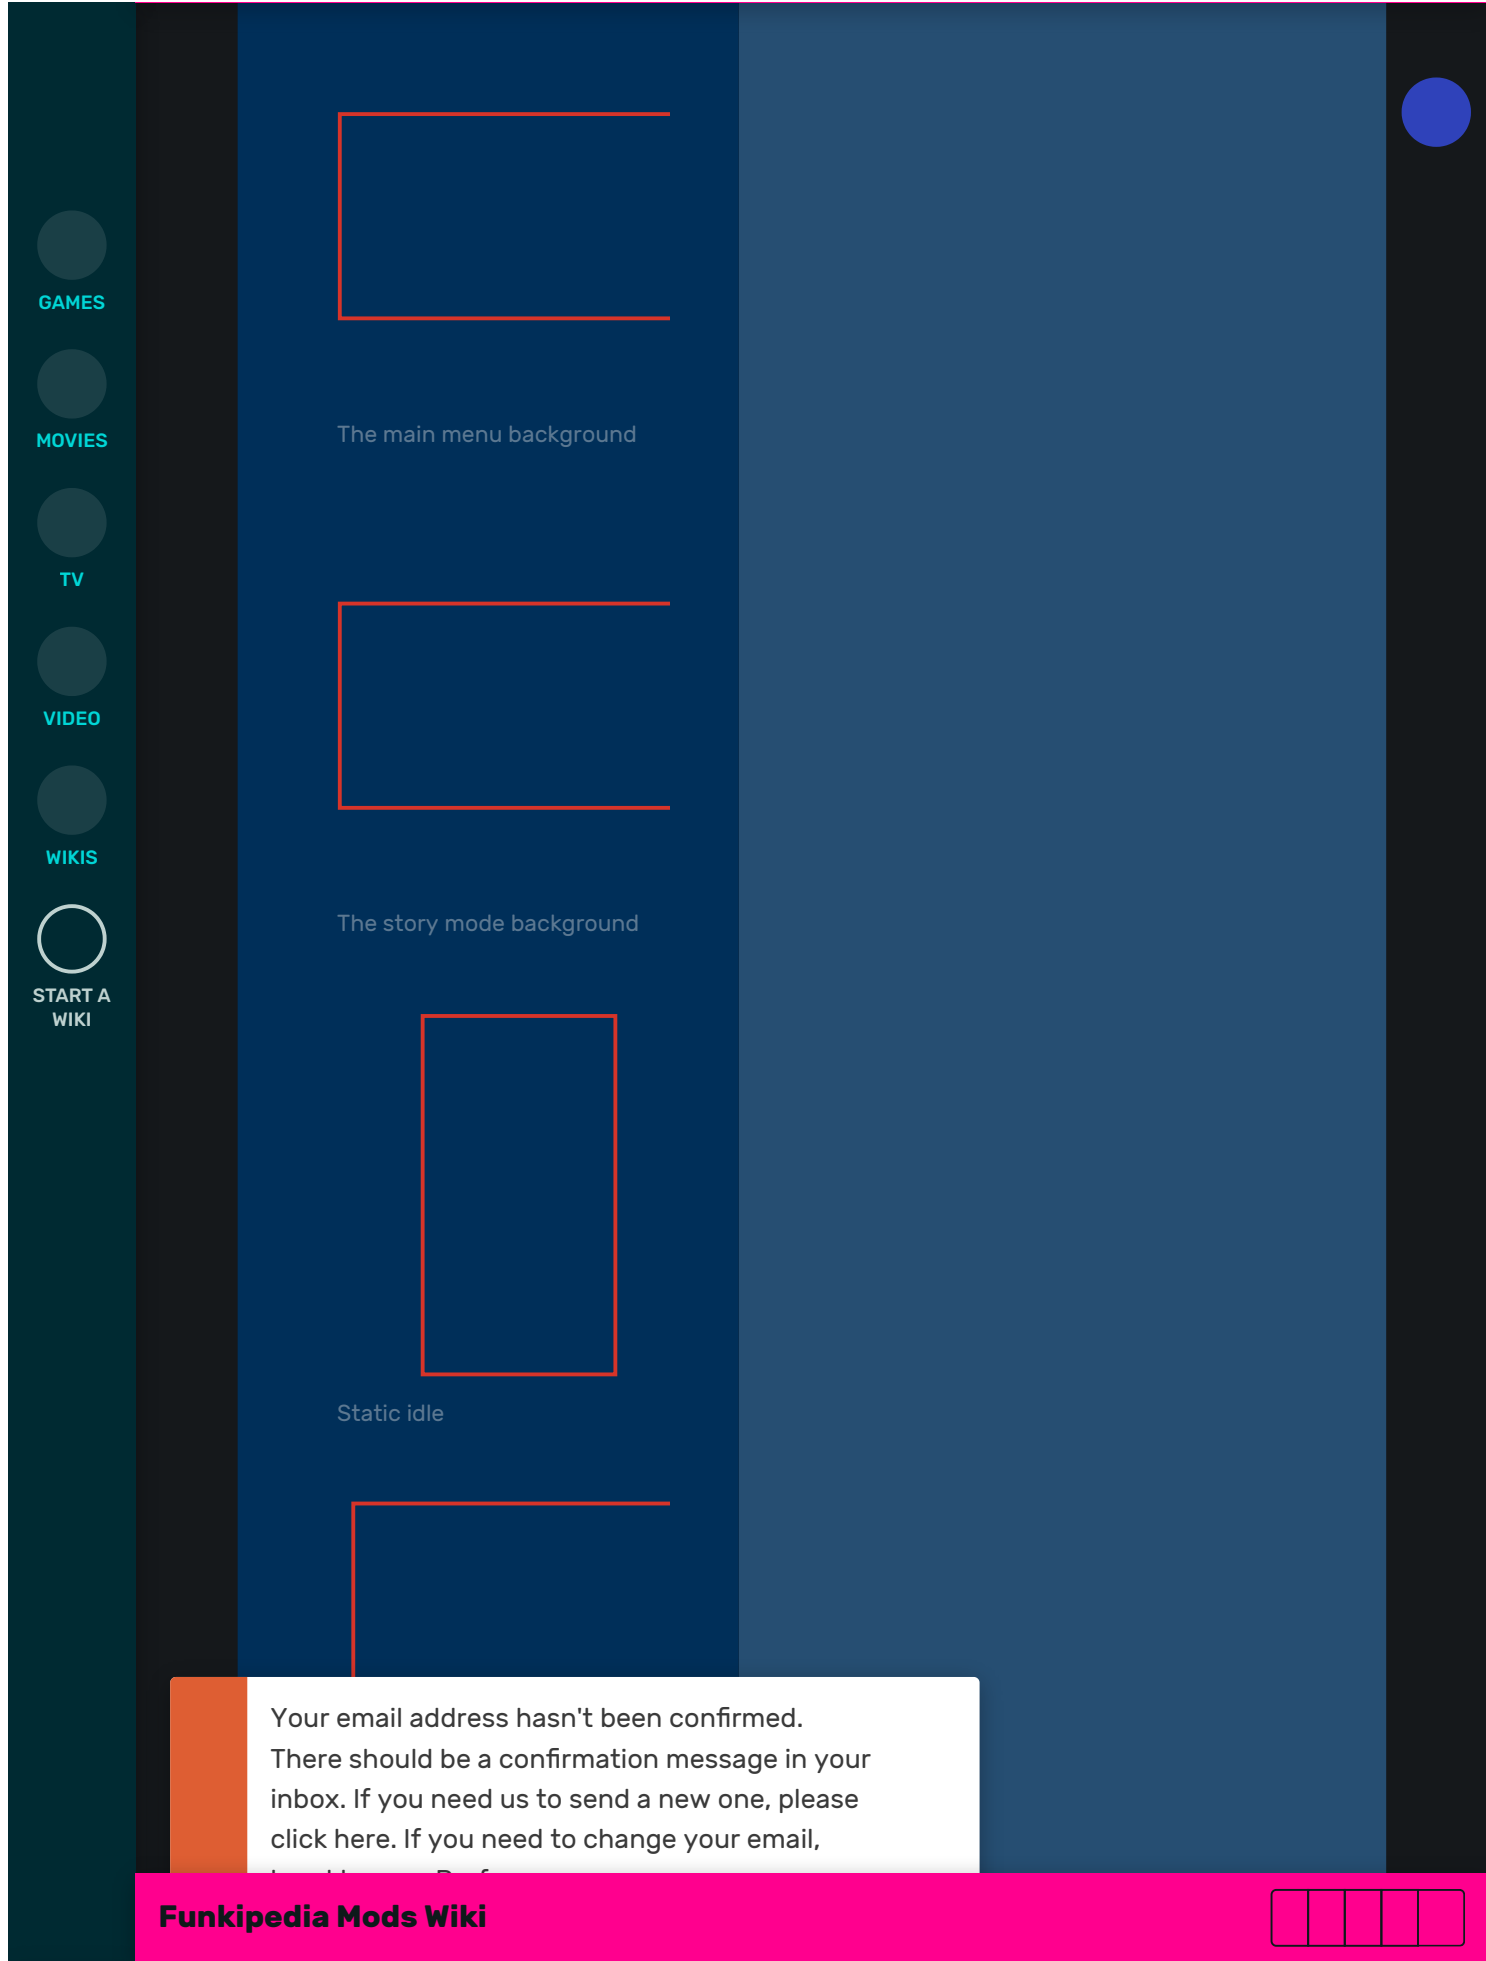 GAMES
MOVIES
TV
VIDEO
WIKIS
START A
WIKI
The main menu background
The story mode background
Static idle
Your email address hasn't been confirmed.
There should be a confirmation message in your
inbox. If you need us to send a new one, please
click here. If you need to change your email,
Funkipedia Mods Wiki